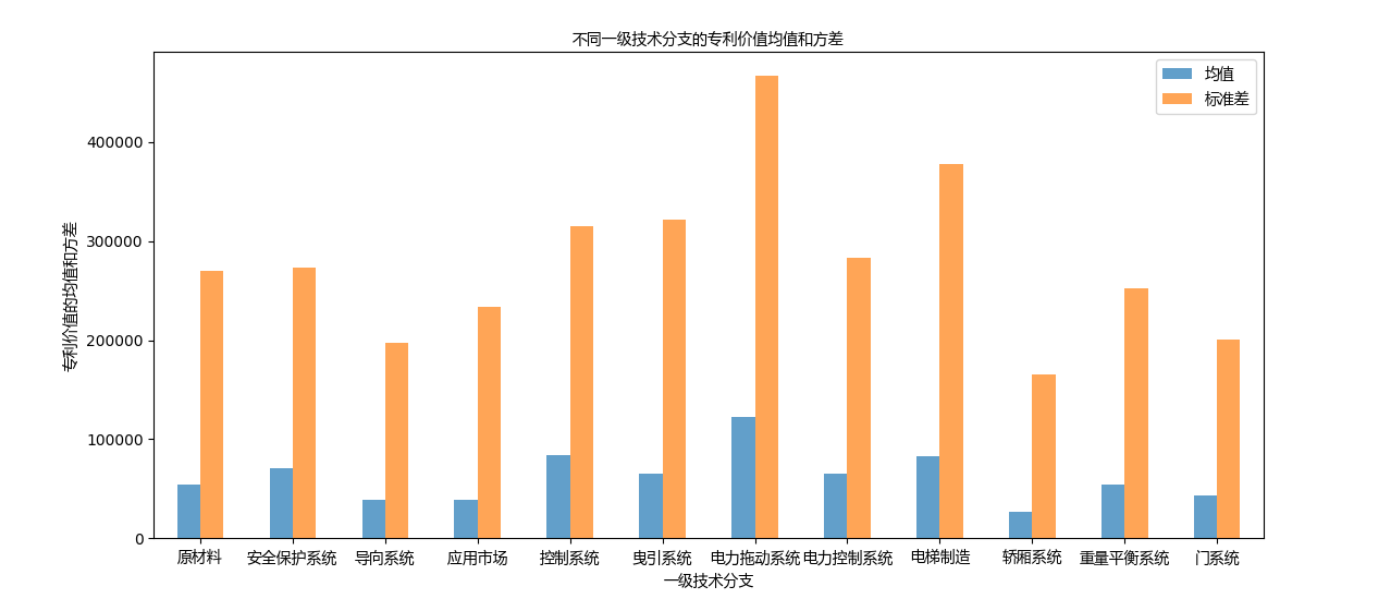 不同一级技术分支的专利价值均值和方差
均值
标准差
400000
300000
200000
100000
0
专利价值的均值和方差
原材料 安全保护系统 导向系统 应用市场 控制系统 曳引系统 电力拖动系统 电力控制系统 电梯制造 轿厢系统 重量平衡系统 门系统
一级技术分支